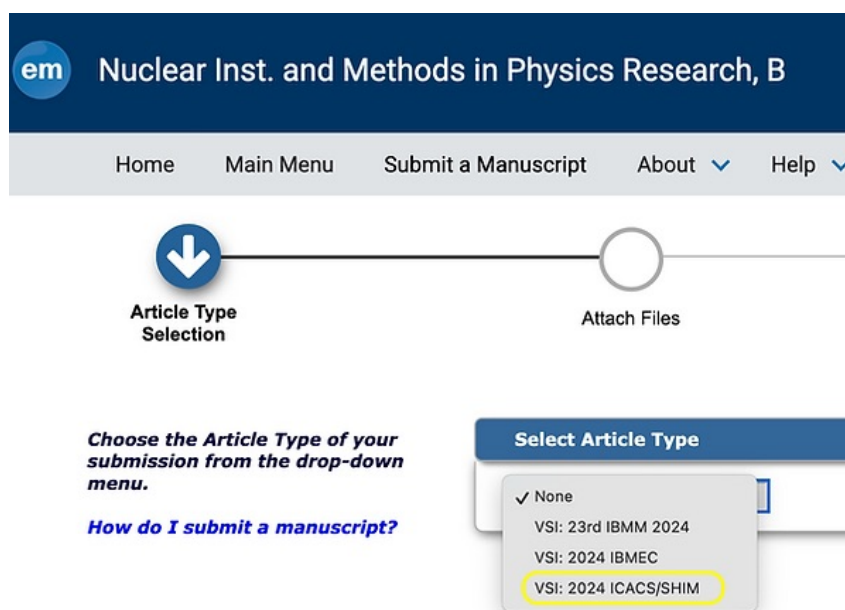 em Nuclear Inst. and Methods in Physics Research, B
Home Main Menu Submit a Manuscript About Help
Article Type
Selection
Attach Files
Choose the Article Type of your
submission from the drop-down
menu.
How do I submit a manuscript?
Select Article Type
✓ None
VSI: 23rd IBMM 2024
VSI: 2024 IBMEC
VSI: 2024 ICACS/SHIM